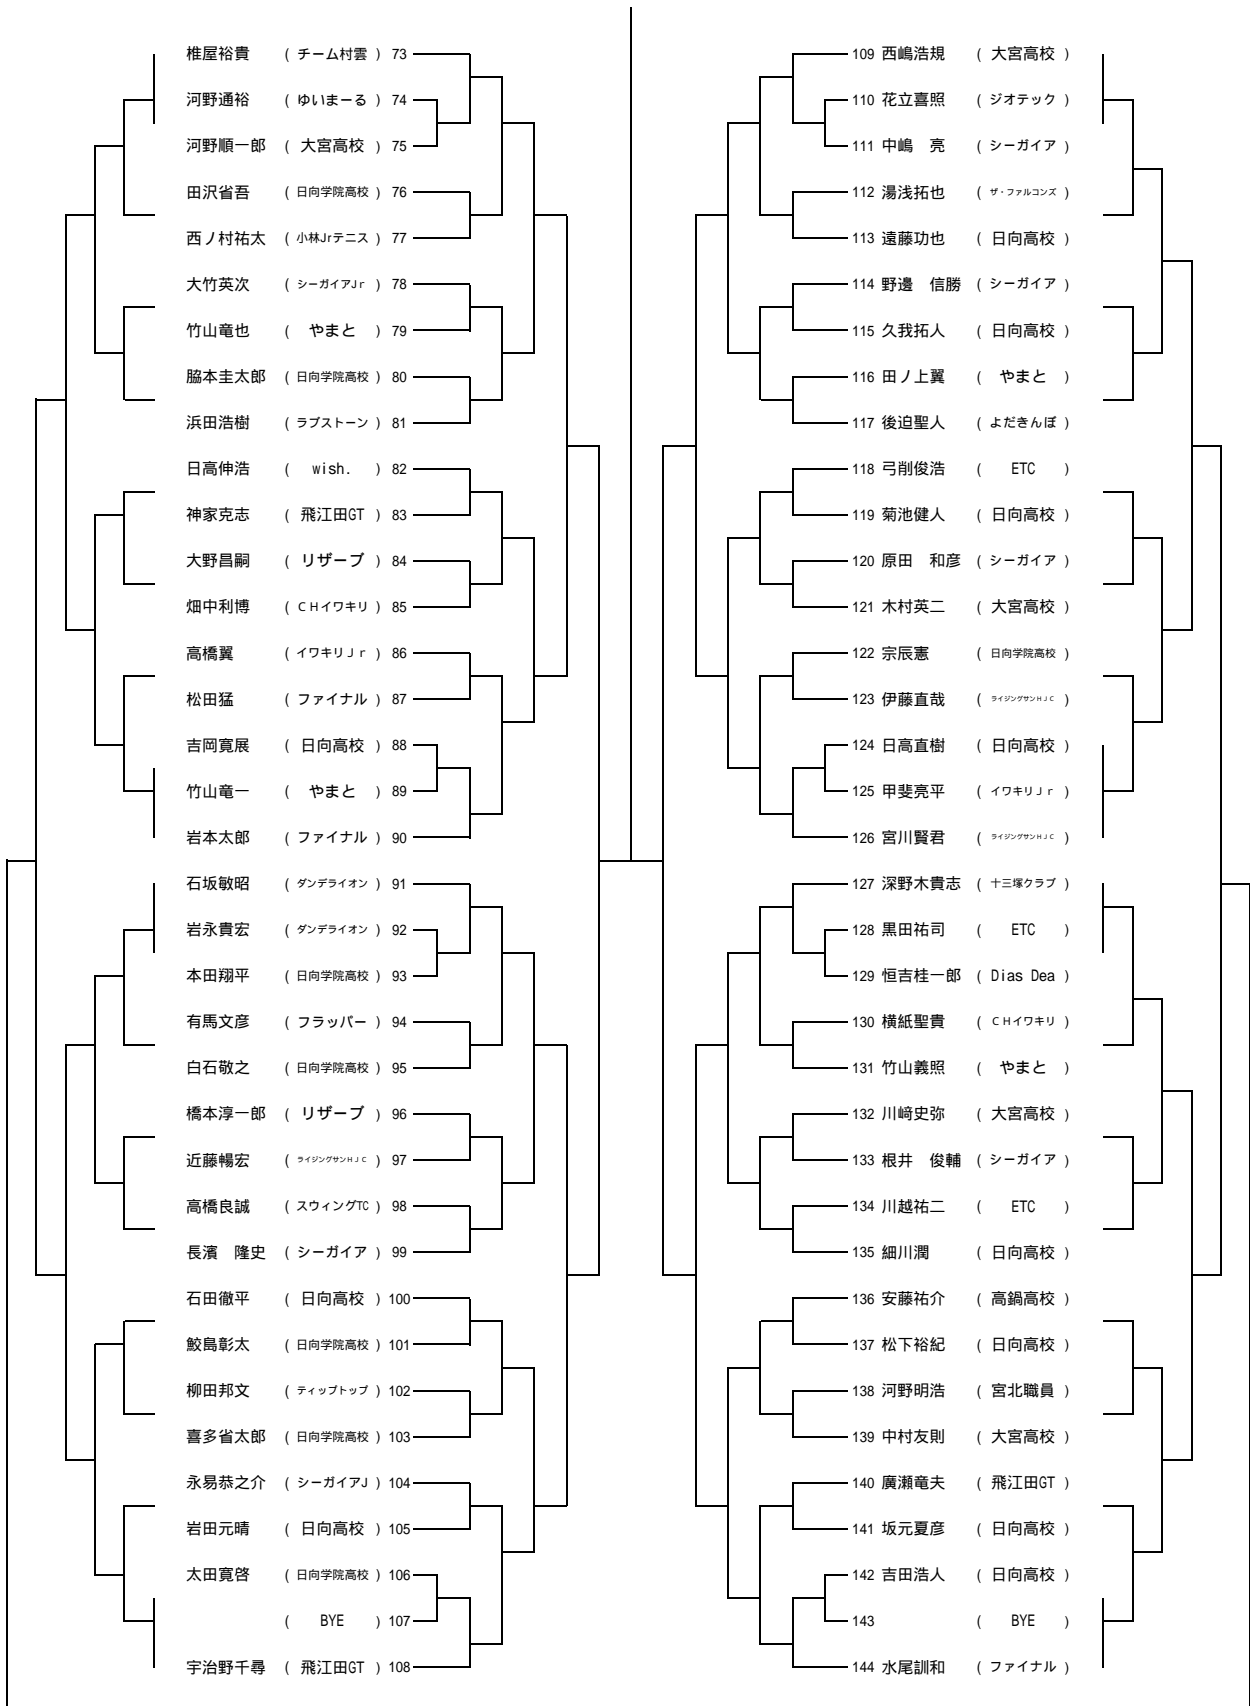 椎屋裕貴 ( チーム村雲 ) 73
河野通裕 ( ゆいまーる ) 74
河野順一郎 ( 大宮高校 ) 75
田沢省吾 ( 日向学院高校 ) 76
西ノ村祐太 ( 小林Jrテニス ) 77
大竹英次 ( シーガイアJr ) 78
竹山竜也 ( やまと ) 79
脇本圭太郎 ( 日向学院高校 ) 80
浜田浩樹 ( ラブストーン ) 81
日高伸浩 ( wish. ) 82
神家克志 ( 飛江田GT ) 83
大野昌嗣 ( リザーブ ) 84
畑中利博 ( CHイワキリ ) 85
高橋翼 ( イワキリJr ) 86
松田猛 ( ファイナル ) 87
吉岡寛展 ( 日向高校 ) 88
竹山竜一 ( やまと ) 89
岩本太郎 ( ファイナル ) 90
石坂敏昭 ( ダンデライオン ) 91
岩永貴宏 ( ダンデライオン ) 92
本田翔平 ( 日向学院高校 ) 93
有馬文彦 ( フラッパー ) 94
白石敬之 ( 日向学院高校 ) 95
橋本淳一郎 ( リザーブ ) 96
近藤暢宏 ( ライジングサンHJC ) 97
高橋良誠 ( スウィングTC ) 98
長濱 隆史 ( シーガイア ) 99
石田徹平 ( 日向高校 ) 100
鮫島彰太 ( 日向学院高校 ) 101
柳田邦文 ( ティップトップ ) 102
喜多省太郎 ( 日向学院高校 ) 103
永易恭之介 ( シーガイアJ ) 104
岩田元晴 ( 日向高校 ) 105
太田寛啓 ( 日向学院高校 ) 106
( BYE ) 107
宇治野千尋 ( 飛江田GT ) 108
109 西嶋浩規 ( 大宮高校 )
110 花立喜照 ( ジオテック )
111 中嶋 亮 ( シーガイア )
112 湯浅拓也 ( ザ・ファルコンズ )
113 遠藤功也 ( 日向高校 )
114 野邊 信勝 ( シーガイア )
115 久我拓人 ( 日向高校 )
116 田ノ上翼 ( やまと )
117 後迫聖人 ( よだきんぼ )
118 弓削俊浩 ( ETC )
119 菊池健人 ( 日向高校 )
120 原田 和彦 ( シーガイア )
121 木村英二 ( 大宮高校 )
122 宗辰憲 ( 日向学院高校 )
123 伊藤直哉 ( ライジングサンHJC )
124 日高直樹 ( 日向高校 )
125 甲斐亮平 ( イワキリJr )
126 宮川賢君 ( ライジングサンHJC )
127 深野木貴志 ( 十三塚クラブ )
128 黒田祐司 ( ETC )
129 恒吉桂一郎 ( Dias Dea )
130 横紙聖貴 ( CHイワキリ )
131 竹山義照 ( やまと )
132 川﨑史弥 ( 大宮高校 )
133 根井 俊輔 ( シーガイア )
134 川越祐二 ( ETC )
135 細川潤 ( 日向高校 )
136 安藤祐介 ( 高鍋高校 )
137 松下裕紀 ( 日向高校 )
138 河野明浩 ( 宮北職員 )
139 中村友則 ( 大宮高校 )
140 廣瀬竜夫 ( 飛江田GT )
141 坂元夏彦 ( 日向高校 )
142 吉田浩人 ( 日向高校 )
143 ( BYE )
144 水尾訓和 ( ファイナル )